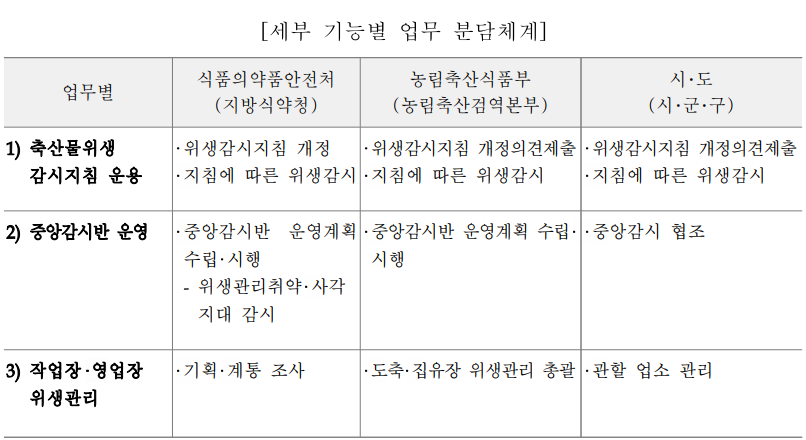 [세부 기능별 업무 분담체계]
업무별
식품의약품안전처
(지방식약청)
농림축산식품부
(농림축산검역본부)
시·도
(시·군·구)
1) 축산물위생
감시지침 운용
·위생감시지침 개정
·지침에 따른 위생감시
·위생감시지침 개정의견제출
·지침에 따른 위생감시
·위생감시지침 개정의견제출
·지침에 따른 위생감시
2) 중앙감시반 운영
·중앙감시반 운영계획
수립·시행
- 위생관리취약·사각
지대 감시
·중앙감시반 운영계획 수립·
시행
·중앙감시 협조
3) 작업장·영업장
위생관리
·기획·계통 조사
·도축·집유장 위생관리 총괄
·관할 업소 관리